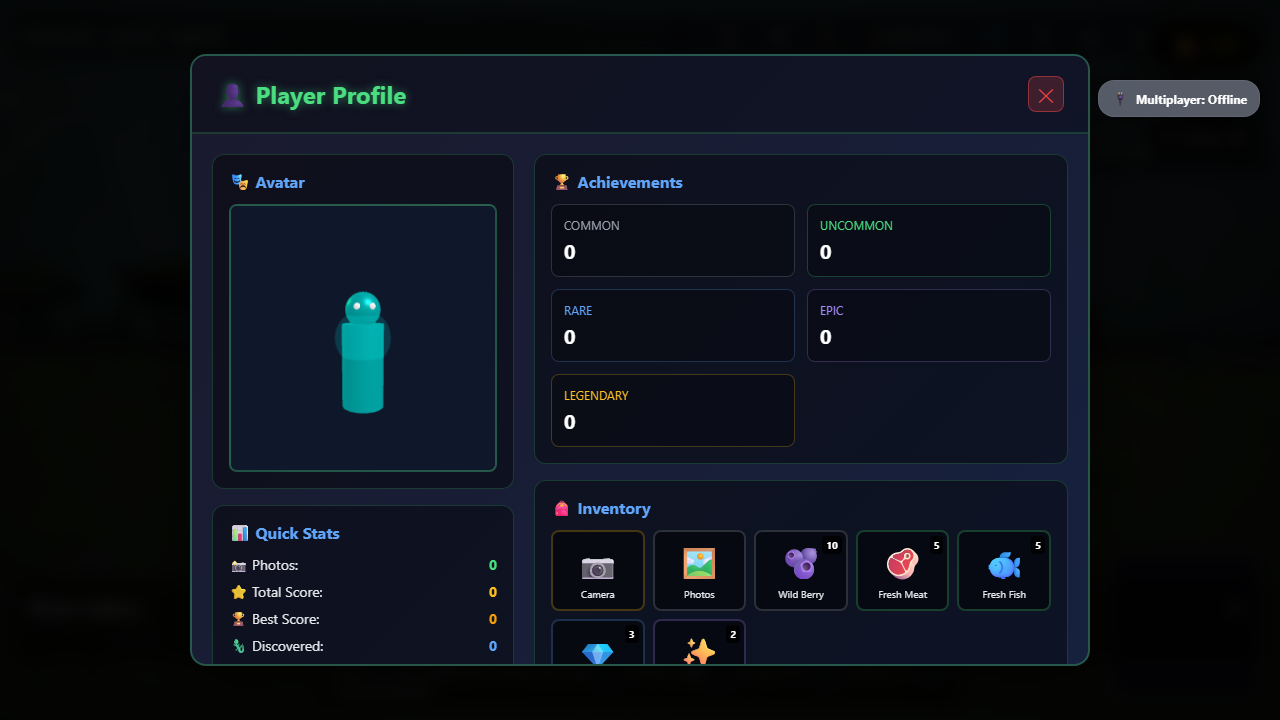 Player Profile
Multiplayer: Offline
Avatar
Achievements
COMMON
0
UNCOMMON
0
RARE
0
EPIC
0
LEGENDARY
0
Quick Stats
Photos: 0
Total Score: 0
Best Score: 0
Discovered: 0
Inventory
Camera
Photos
10
Wild Berry
5
Fresh Meat
5
Fresh Fish
3
2